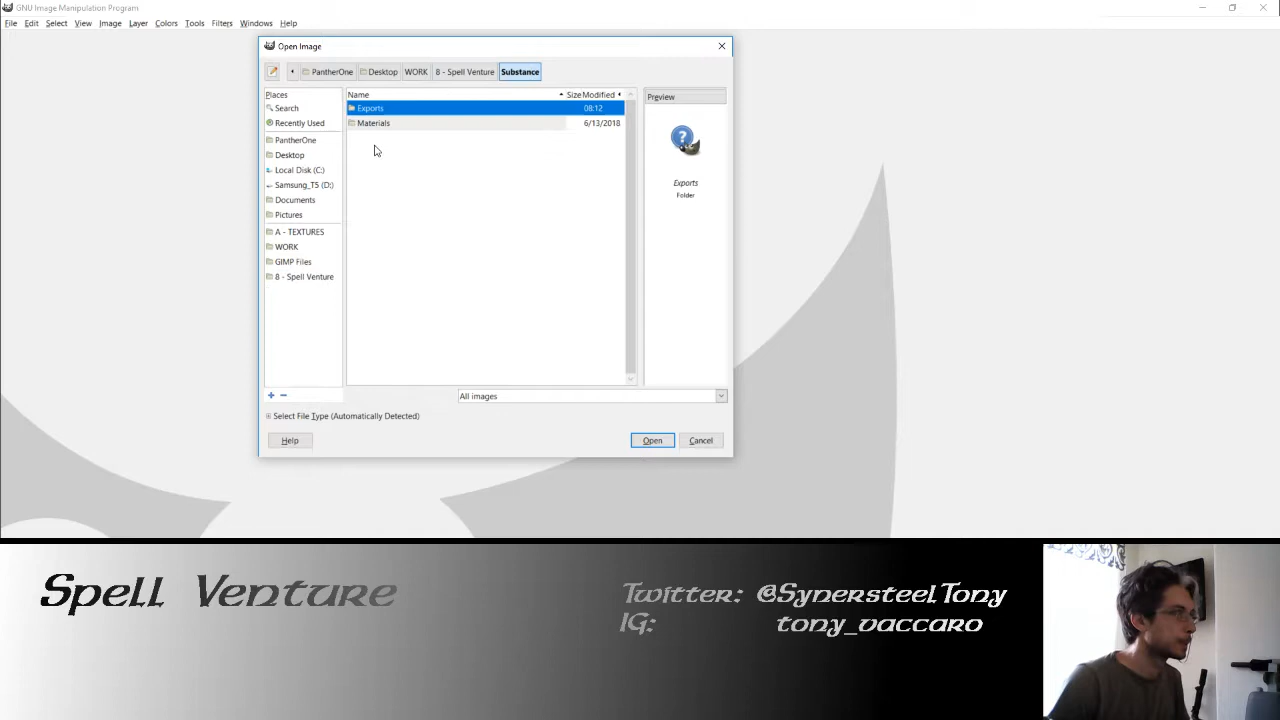 GNU Image Manipulation Program
File Edit Select View Image Layer Colors Tools Filters Windows Help
Open Image
PantherOne Desktop WORK 8 - Spell Venture Substance
Places
Search
Recently Used
PantherOne
Desktop
Local Disk (C:)
Samsung_T5 (D:)
Documents
Pictures
A - TEXTURES
WORK
GIMP Files
8 - Spell Venture
Name Size Modified
Exports 08:12
Materials 6/13/2018
Preview
Exports
Folder
All images
Select File Type (Automatically Detected)
Help Open Cancel
Spell Venture
Twitter: @SynersteelTony
IG: tony_vaccaro